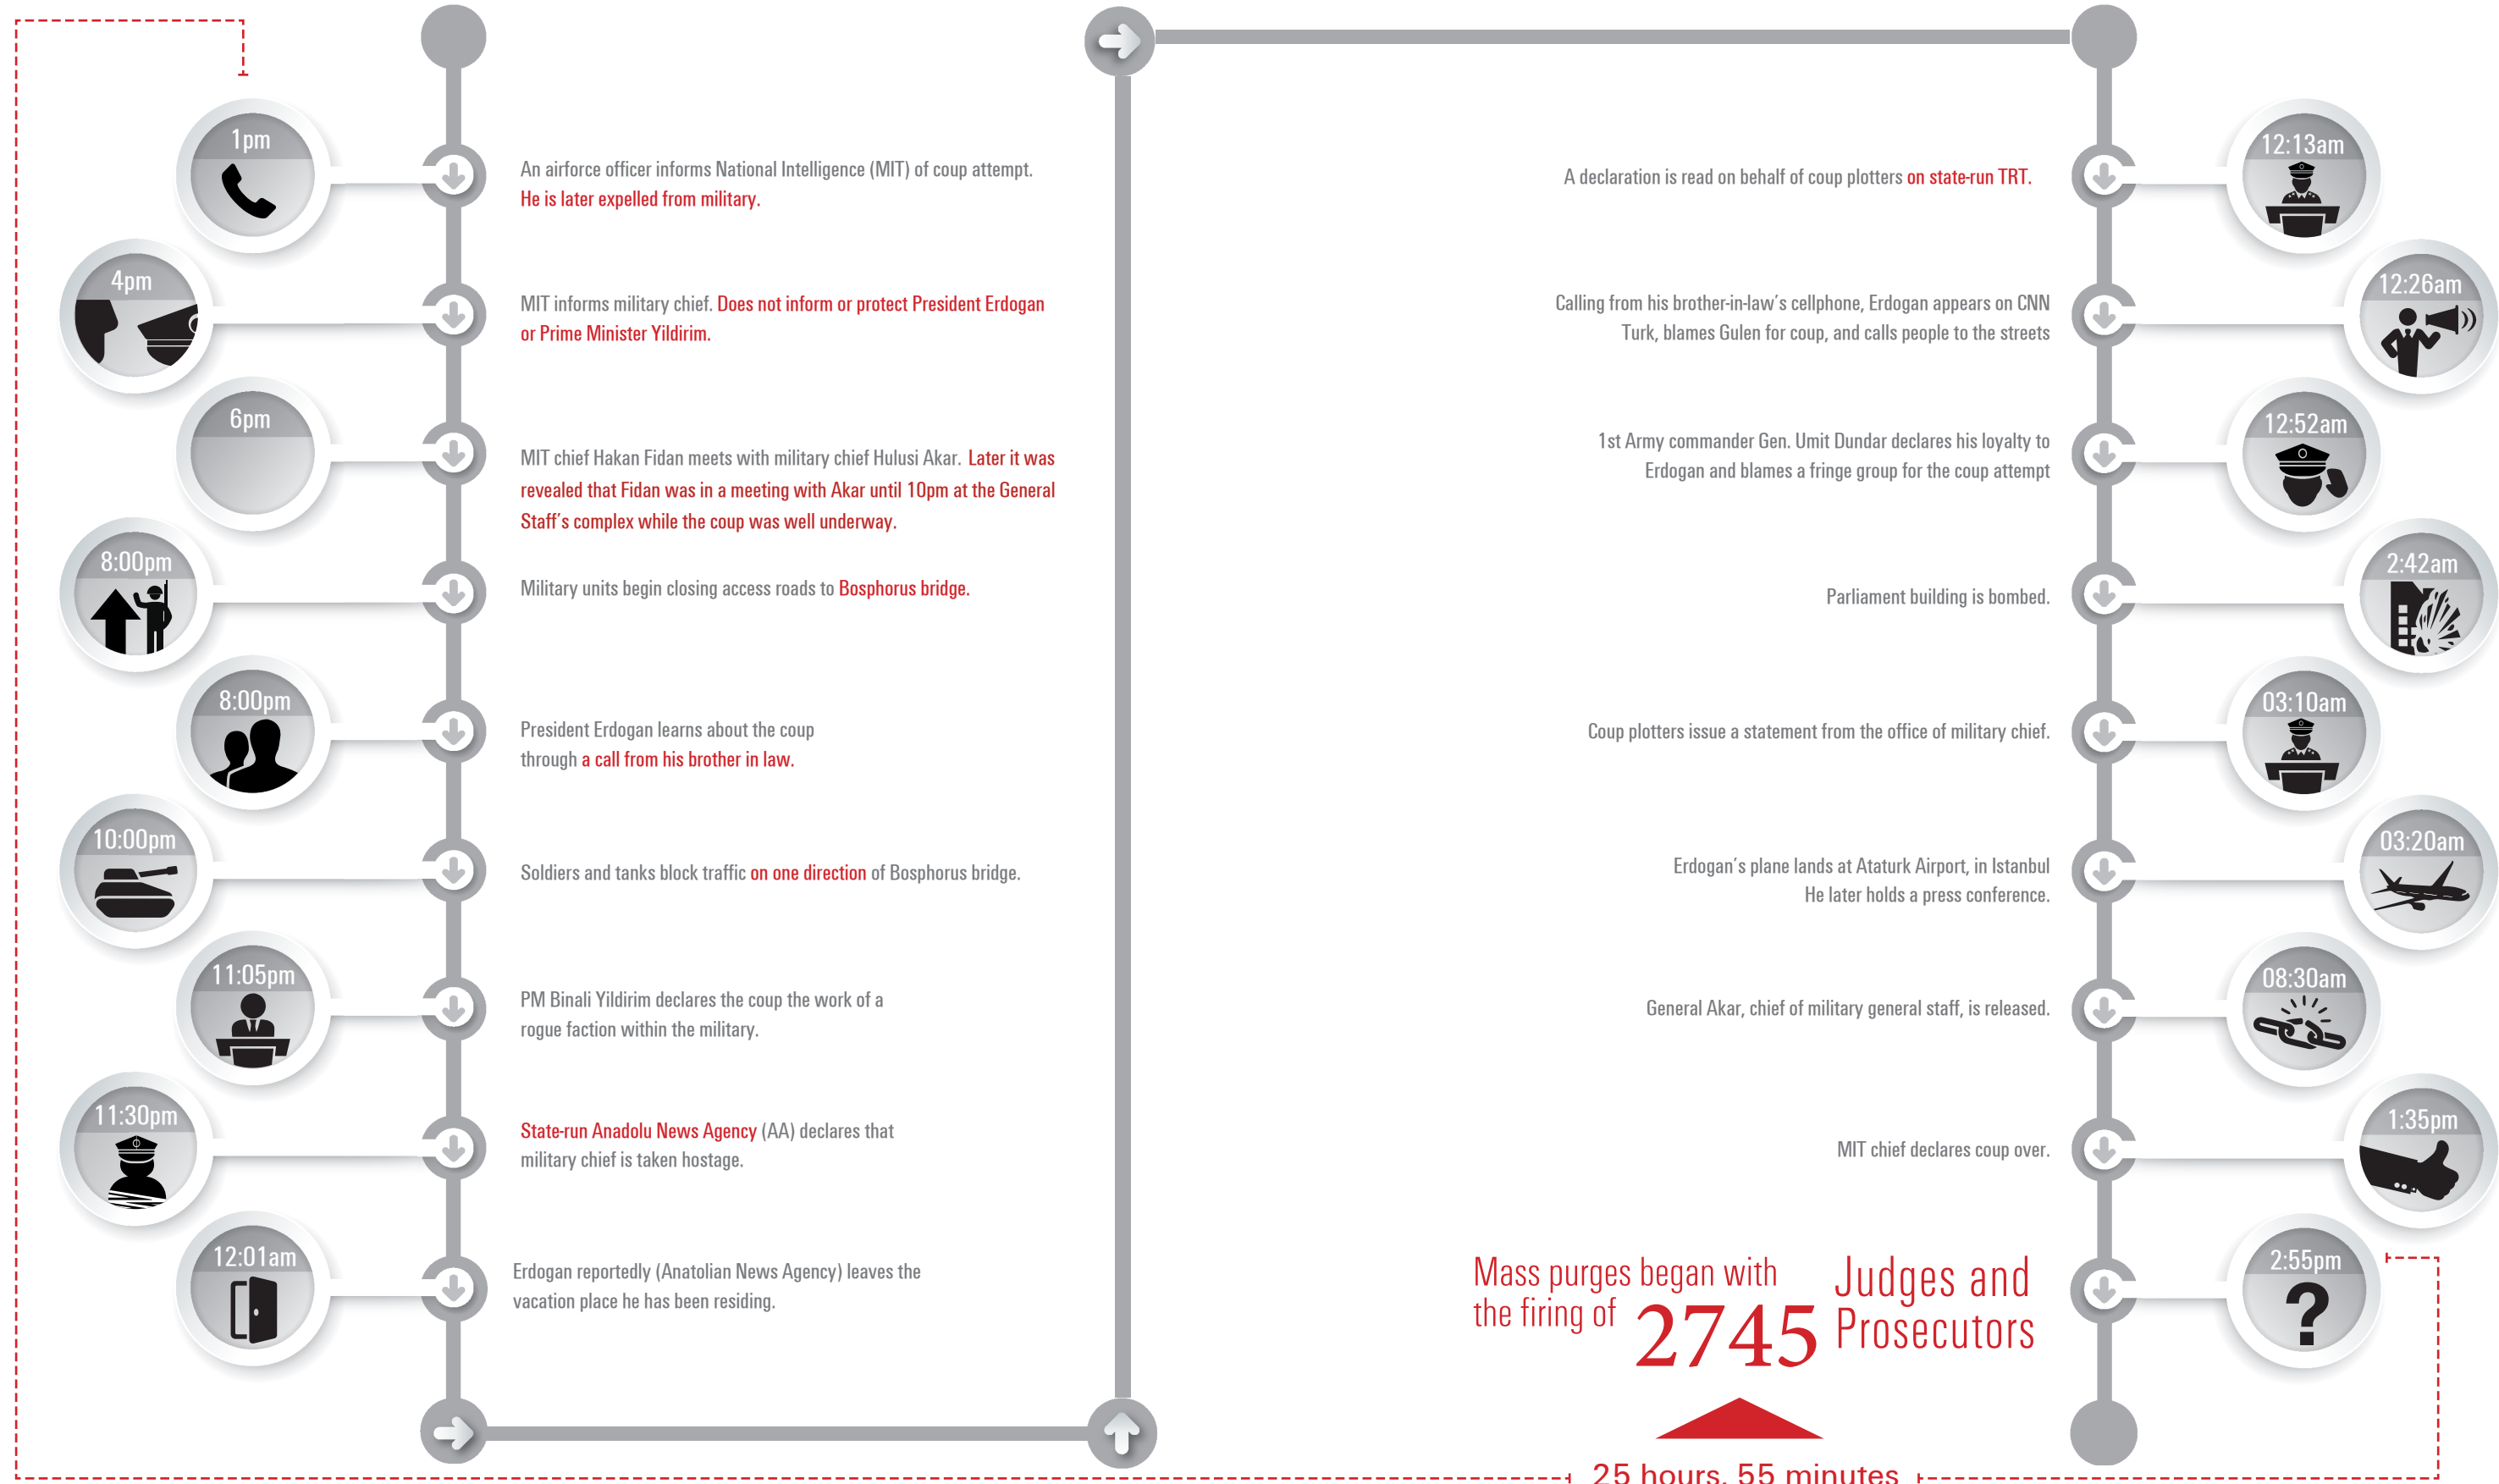 1pm
An airforce officer informs National Intelligence (MIT) of coup attempt.
He is later expelled from military.
4pm
MIT informs military chief. Does not inform or protect President Erdogan
or Prime Minister Yildirim.
6pm
MIT chief Hakan Fidan meets with military chief Hulusi Akar. Later it was
revealed that Fidan was in a meeting with Akar until 10pm at the General
Staff's complex while the coup was well underway.
8:00pm
Military units begin closing access roads to Bosphorus bridge.
8:00pm
President Erdogan learns about the coup
through a call from his brother in law.
10:00pm
Soldiers and tanks block traffic on one direction of Bosphorus bridge.
11:05pm
PM Binali Yildirim declares the coup the work of a
rogue faction within the military.
11:30pm
State-run Anadolu News Agency (AA) declares that
military chief is taken hostage.
12:01am
Erdogan reportedly (Anatolian News Agency) leaves the
vacation place he has been residing.
12:13am
A declaration is read on behalf of coup plotters on state-run TRT.
12:26am
Calling from his brother-in-law's cellphone, Erdogan appears on CNN
Turk, blames Gulen for coup, and calls people to the streets
12:52am
1st Army commander Gen. Umit Dundar declares his loyalty to
Erdogan and blames a fringe group for the coup attempt
2:42am
Parliament building is bombed.
03:10am
Coup plotters issue a statement from the office of military chief.
03:20am
Erdogan's plane lands at Ataturk Airport, in Istanbul
He later holds a press conference.
08:30am
General Akar, chief of military general staff, is released.
1:35pm
MIT chief declares coup over.
2:55pm
Mass purges began with
the firing of 2745 Judges and
Prosecutors
25 hours, 55 minutes